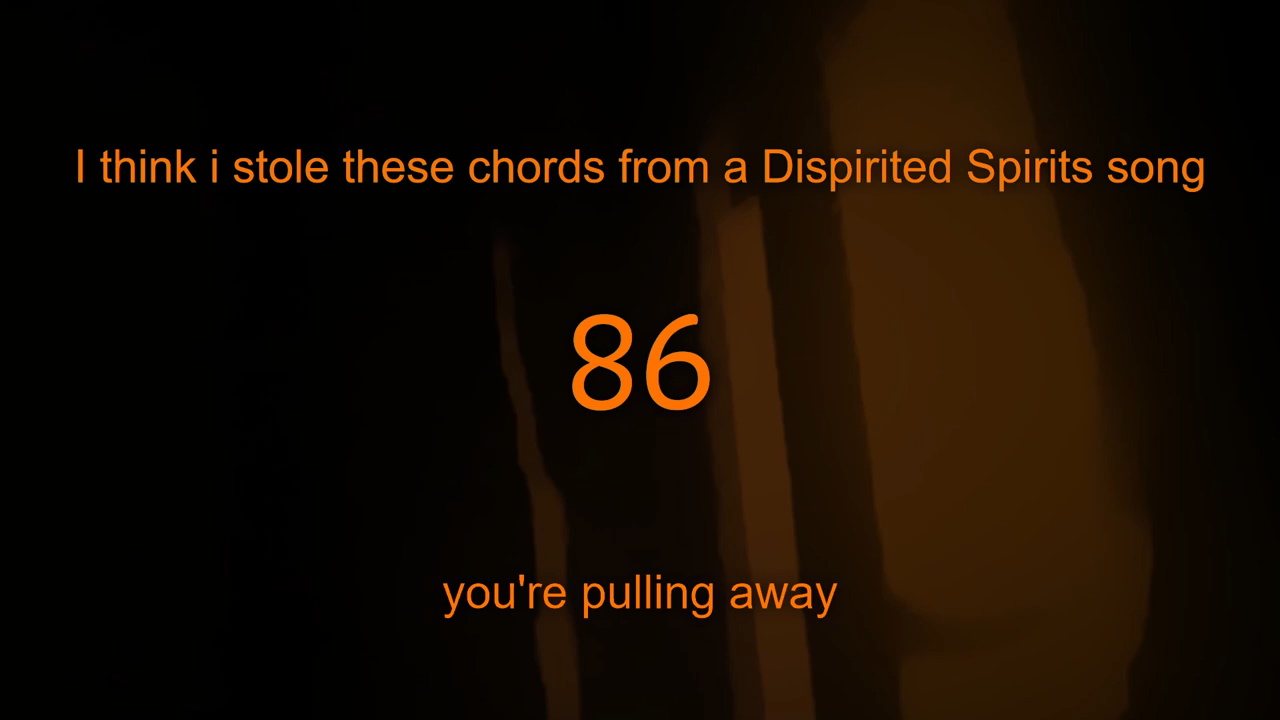 I think i stole these chords from a Dispirited Spirits song
86
you're pulling away